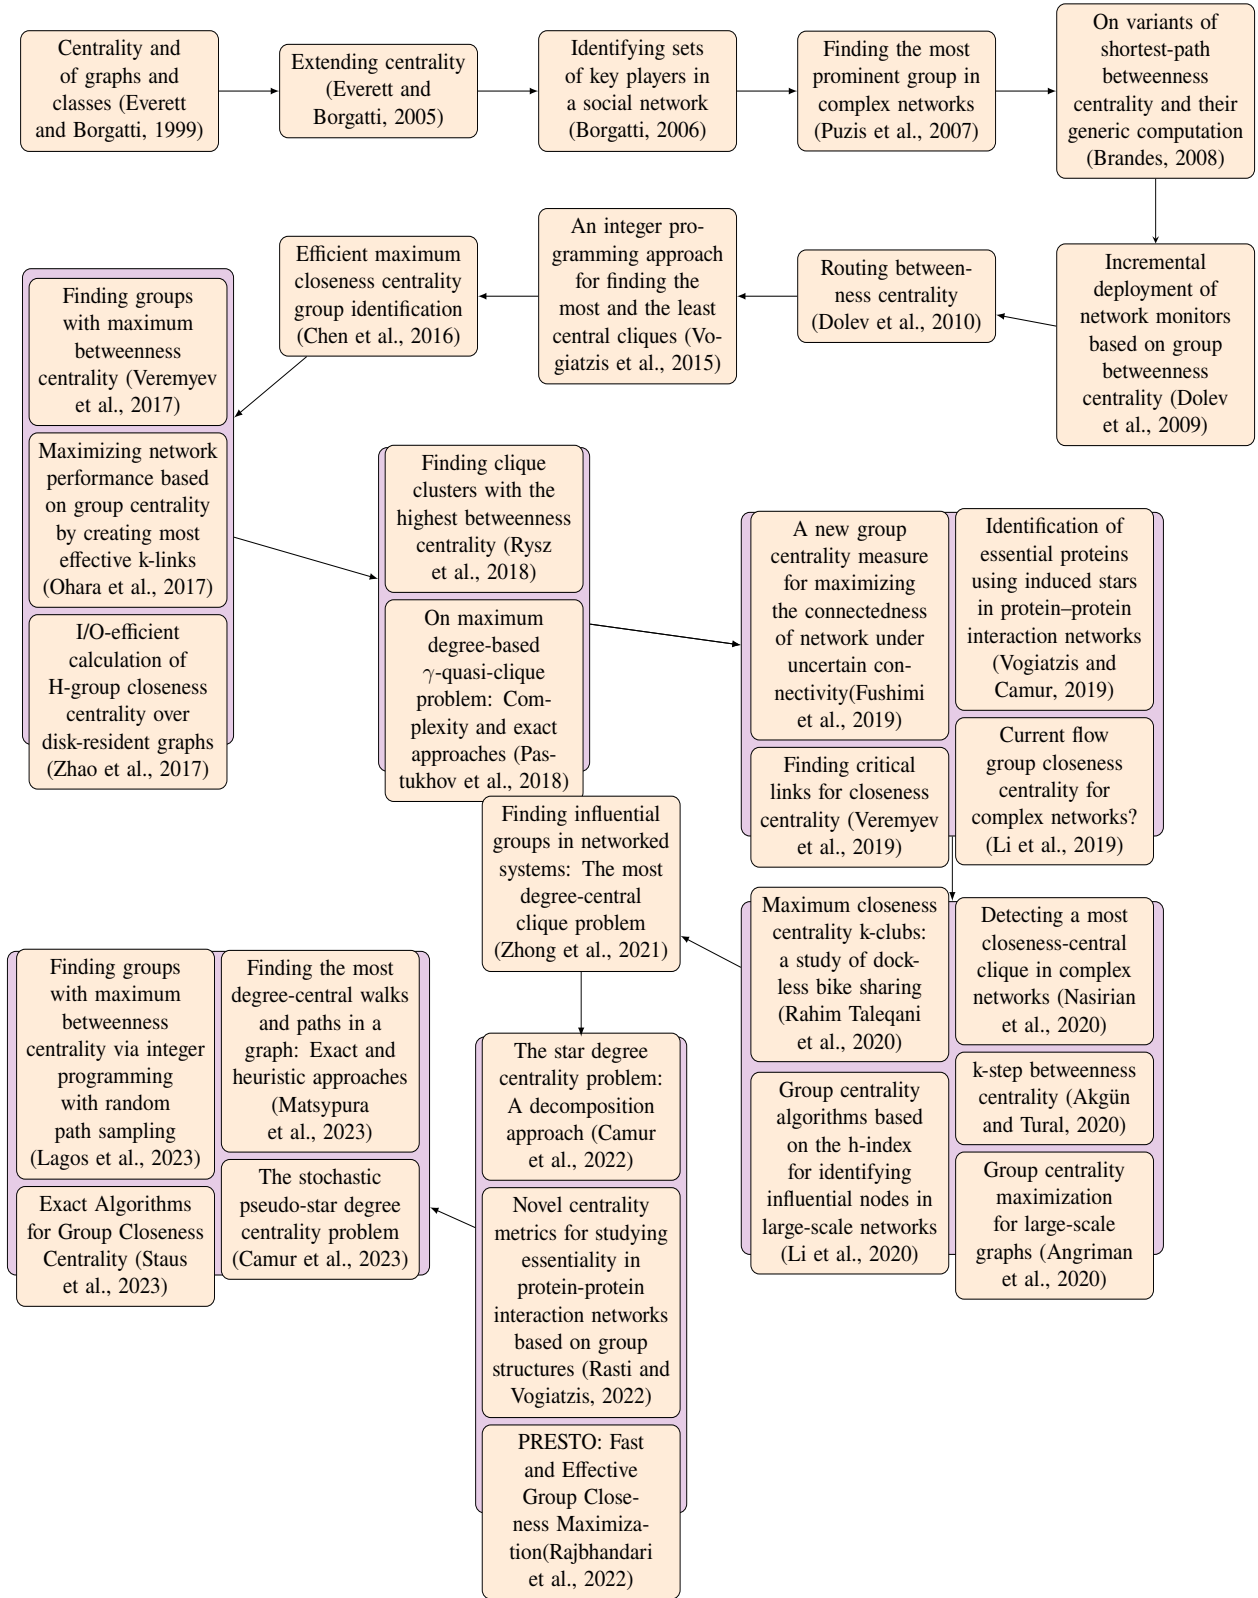 Centrality and
of graphs and
classes (Everett
and Borgatti, 1999)
Extending centrality
(Everett and
Borgatti, 2005)
Identifying sets
of key players in
a social network
(Borgatti, 2006)
Finding the most
prominent group in
complex networks
(Puzis et al., 2007)
On variants of
shortest-path
betweenness
centrality and their
generic computation
(Brandes, 2008)
Incremental
deployment of
network monitors
based on group
betweenness
centrality (Dolev
et al., 2009)
Routing between-
ness centrality
(Dolev et al., 2010)
An integer pro-
gramming approach
for finding the
most and the least
central cliques (Vo-
giatzis et al., 2015)
Efficient maximum
closeness centrality
group identification
(Chen et al., 2016)
Finding groups
with maximum
betweenness
centrality (Veremyev
et al., 2017)
Maximizing network
performance based
on group centrality
by creating most
effective k-links
(Ohara et al., 2017)
I/O-efficient
calculation of
H-group closeness
centrality over
disk-resident graphs
(Zhao et al., 2017)
Finding clique
clusters with the
highest betweenness
centrality (Rysz
et al., 2018)
On maximum
degree-based
γ-quasi-clique
problem: Com-
plexity and exact
approaches (Pas-
tukhov et al., 2018)
A new group
centrality measure
for maximizing
the connectedness
of network under
uncertain con-
nectivity(Fushimi
et al., 2019)
Finding critical
links for closeness
centrality (Veremyev
et al., 2019)
Identification of
essential proteins
using induced stars
in protein–protein
interaction networks
(Vogiatzis and
Camur, 2019)
Current flow
group closeness
centrality for
complex networks?
(Li et al., 2019)
Maximum closeness
centrality k-clubs:
a study of dock-
less bike sharing
(Rahim Taleqani
et al., 2020)
Group centrality
algorithms based
on the h-index
for identifying
influential nodes in
large-scale networks
(Li et al., 2020)
Detecting a most
closeness-central
clique in complex
networks (Nasirian
et al., 2020)
k-step betweenness
centrality (Akgün
and Tural, 2020)
Group centrality
maximization
for large-scale
graphs (Angriman
et al., 2020)
Finding influential
groups in networked
systems: The most
degree-central
clique problem
(Zhong et al., 2021)
The star degree
centrality problem:
A decomposition
approach (Camur
et al., 2022)
Novel centrality
metrics for studying
essentiality in
protein-protein
interaction networks
based on group
structures (Rasti and
Vogiatzis, 2022)
PRESTO: Fast
and Effective
Group Close-
ness Maximiza-
tion(Rajbhandari
et al., 2022)
Finding groups
with maximum
betweenness
centrality via integer
programming
with random
path sampling
(Lagos et al., 2023)
Exact Algorithms
for Group Closeness
Centrality (Staus
et al., 2023)
Finding the most
degree-central walks
and paths in a
graph: Exact and
heuristic approaches
(Matsypura
et al., 2023)
The stochastic
pseudo-star degree
centrality problem
(Camur et al., 2023)